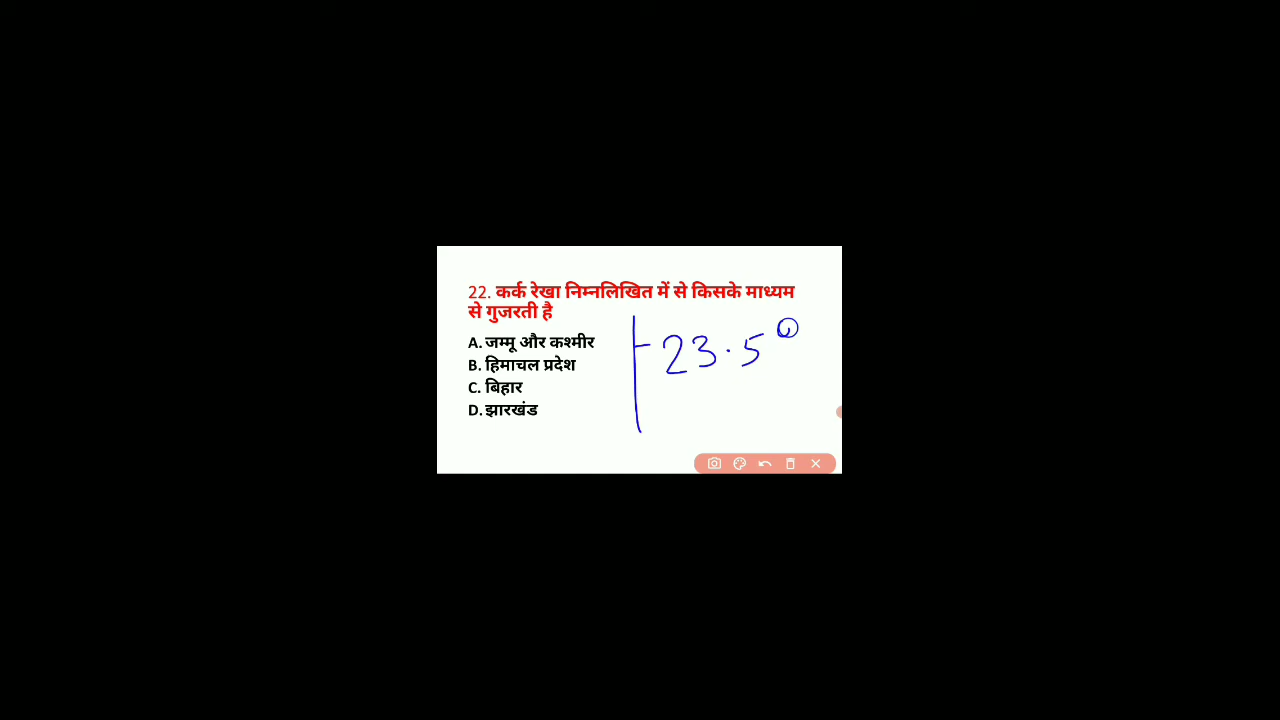 22. कर्क रेखा निम्नलिखित में से किसके माध्यम
से गुजरती है
A. जम्मू और कश्मीर
B. हिमाचल प्रदेश
C. बिहार
D. झारखंड
23.5°